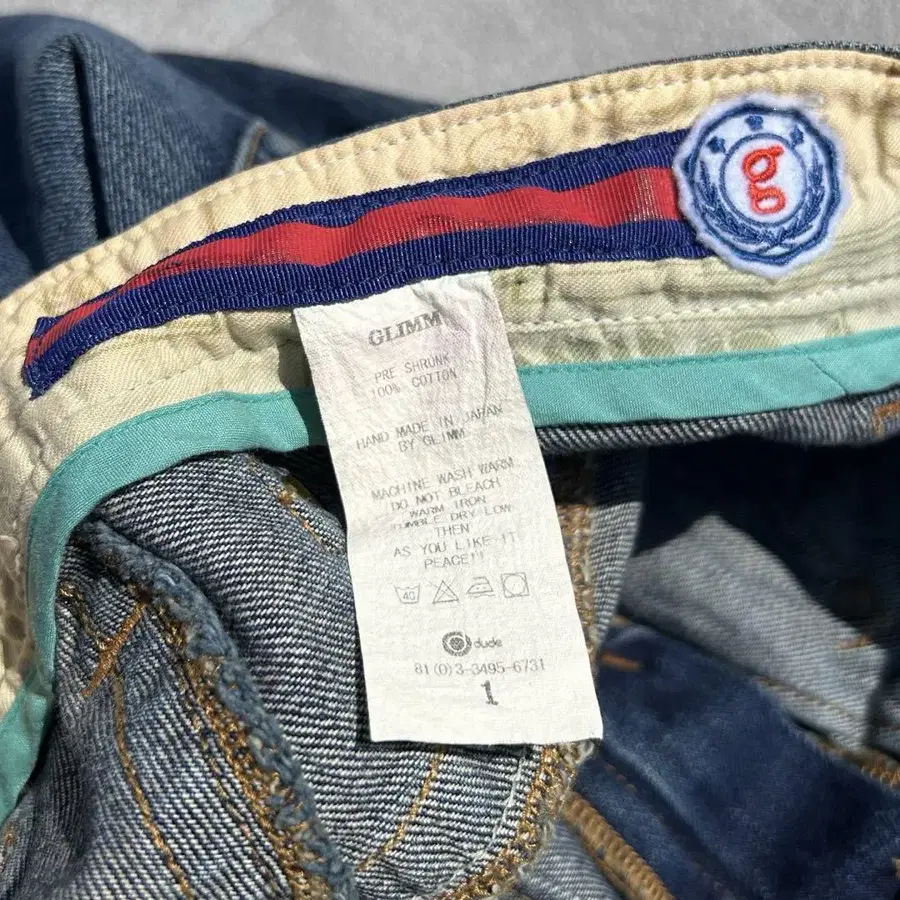 g
GLIMM
PRE SHRUNK
100% COTTON
HAND MADE IN JAPAN
BY GLIMM
MACHINE WASH WARM
DO NOT BLEACH
WARM IRON
TUMBLE DRY LOW
THEN
AS YOU LIKE IT
PEACE!!
40
dude
81(0)3-3495-6731
1